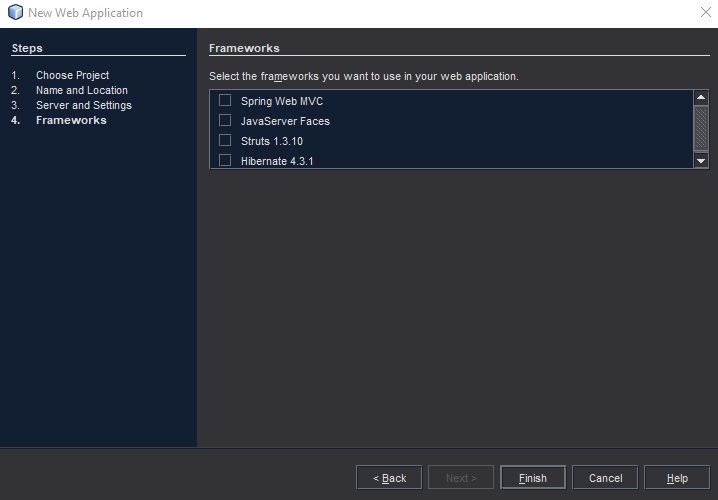 New Web Application
Steps
1. Choose Project
2. Name and Location
3. Server and Settings
4. Frameworks
Frameworks
Select the frameworks you want to use in your web application.
Spring Web MVC
JavaServer Faces
Struts 1.3.10
Hibernate 4.3.1
< Back
Next >
Finish
Cancel
Help